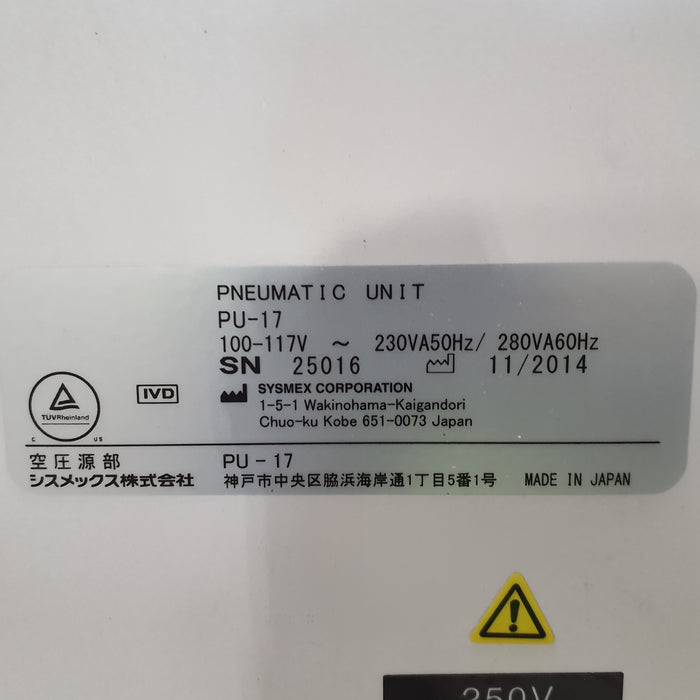 PNEUMATIC UNIT
PU-17
100-117V ~ 230VA50Hz/ 280VA60Hz
SN 25016 11/2014
IVD
SYSMEX CORPORATION
1-5-1 Wakinohama-Kaigandori
Chuo-ku Kobe 651-0073 Japan
TÜVRheinland
C US
空圧源部 PU-17
シスメックス株式会社 神戸市中央区脇浜海岸通1丁目5番1号 MADE IN JAPAN
250V